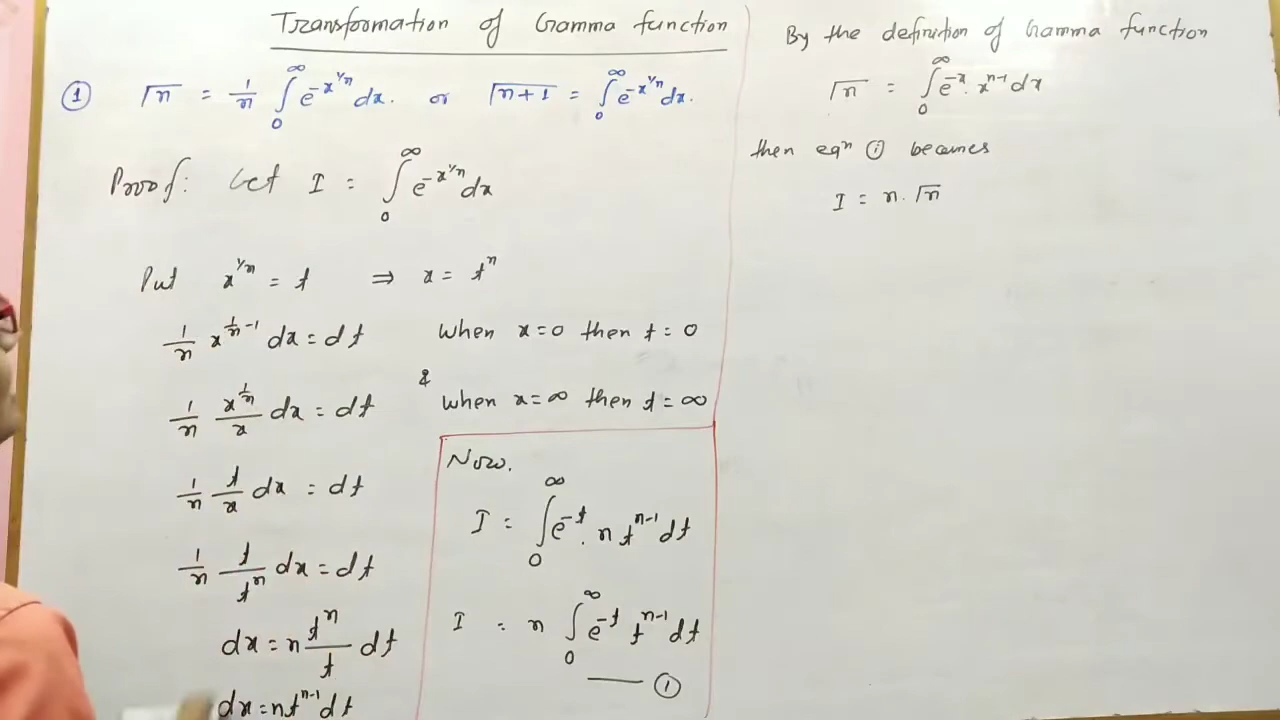 Transformation of Gamma function
① Γn = 1/n ∫₀^∞ e^(-x^(1/n)) dx. or Γn+1 = ∫₀^∞ e^(-x^(1/n)) dx.
Proof: Let I = ∫₀^∞ e^(-x^(1/n)) dx
Put x^(1/n) = t ⇒ x = t^n
1/n x^(1/n - 1) dx = dt
1/n x^(1/n)/x dx = dt
1/n t/x dx = dt
1/n t/t^n dx = dt
dx = n t^n/t dt
dx = n t^(n-1) dt
when x = 0 then t = 0
& when x = ∞ then t = ∞
Now.
I = ∫₀^∞ e^(-t) . n t^(n-1) dt
I = n ∫₀^∞ e^(-t) t^(n-1) dt
—— ①
By the definition of Gamma function
Γn = ∫₀^∞ e^(-x) . x^(n-1) dx
then eqⁿ ① becomes
I = n . Γn